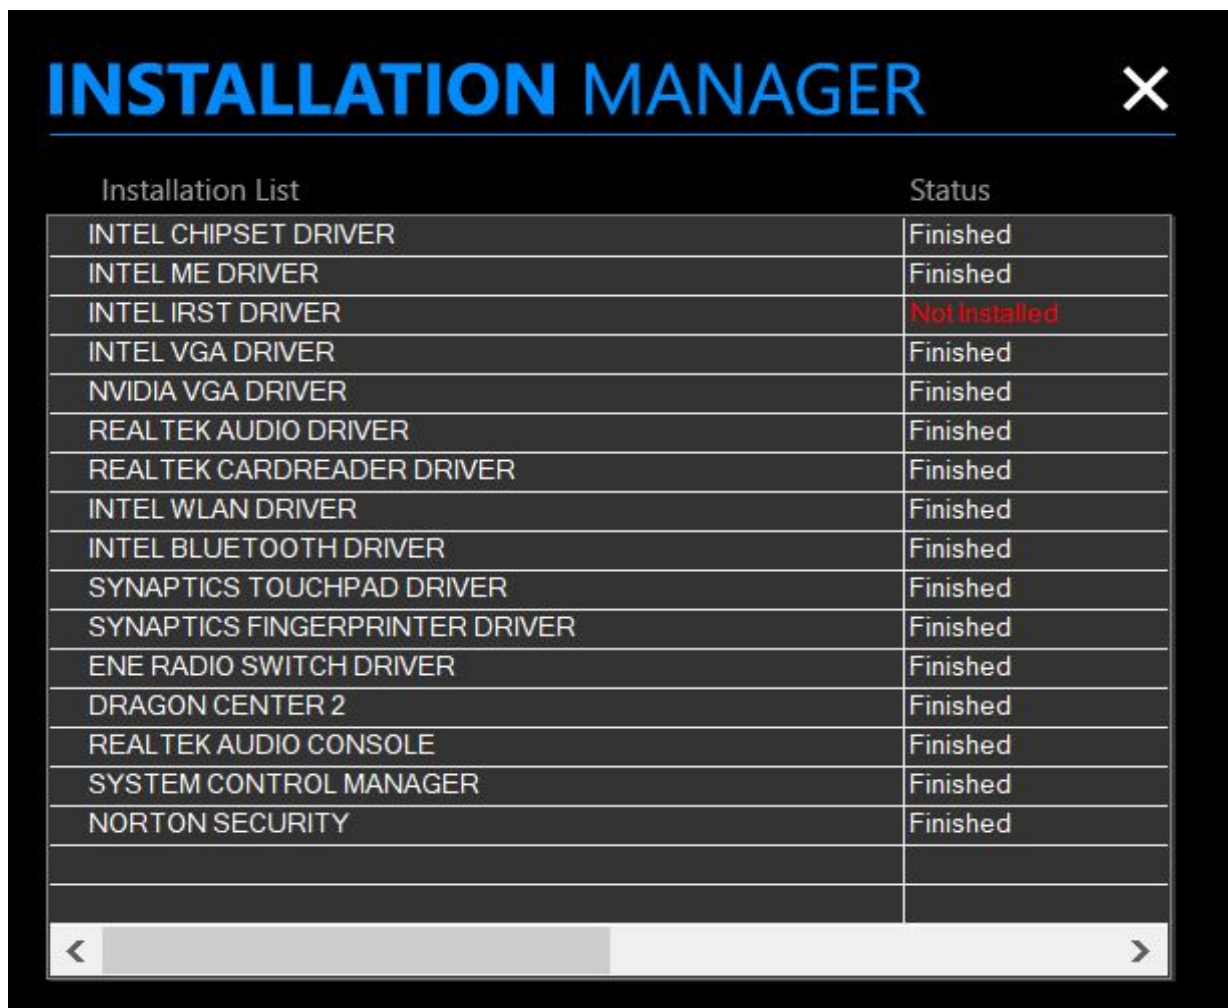 INSTALLATION MANAGER
Installation List Status
INTEL CHIPSET DRIVER Finished
INTEL ME DRIVER Finished
INTEL IRST DRIVER Not Installed
INTEL VGA DRIVER Finished
NVIDIA VGA DRIVER Finished
REALTEK AUDIO DRIVER Finished
REALTEK CARDREADER DRIVER Finished
INTEL WLAN DRIVER Finished
INTEL BLUETOOTH DRIVER Finished
SYNAPTICS TOUCHPAD DRIVER Finished
SYNAPTICS FINGERPRINTER DRIVER Finished
ENE RADIO SWITCH DRIVER Finished
DRAGON CENTER 2 Finished
REALTEK AUDIO CONSOLE Finished
SYSTEM CONTROL MANAGER Finished
NORTON SECURITY Finished